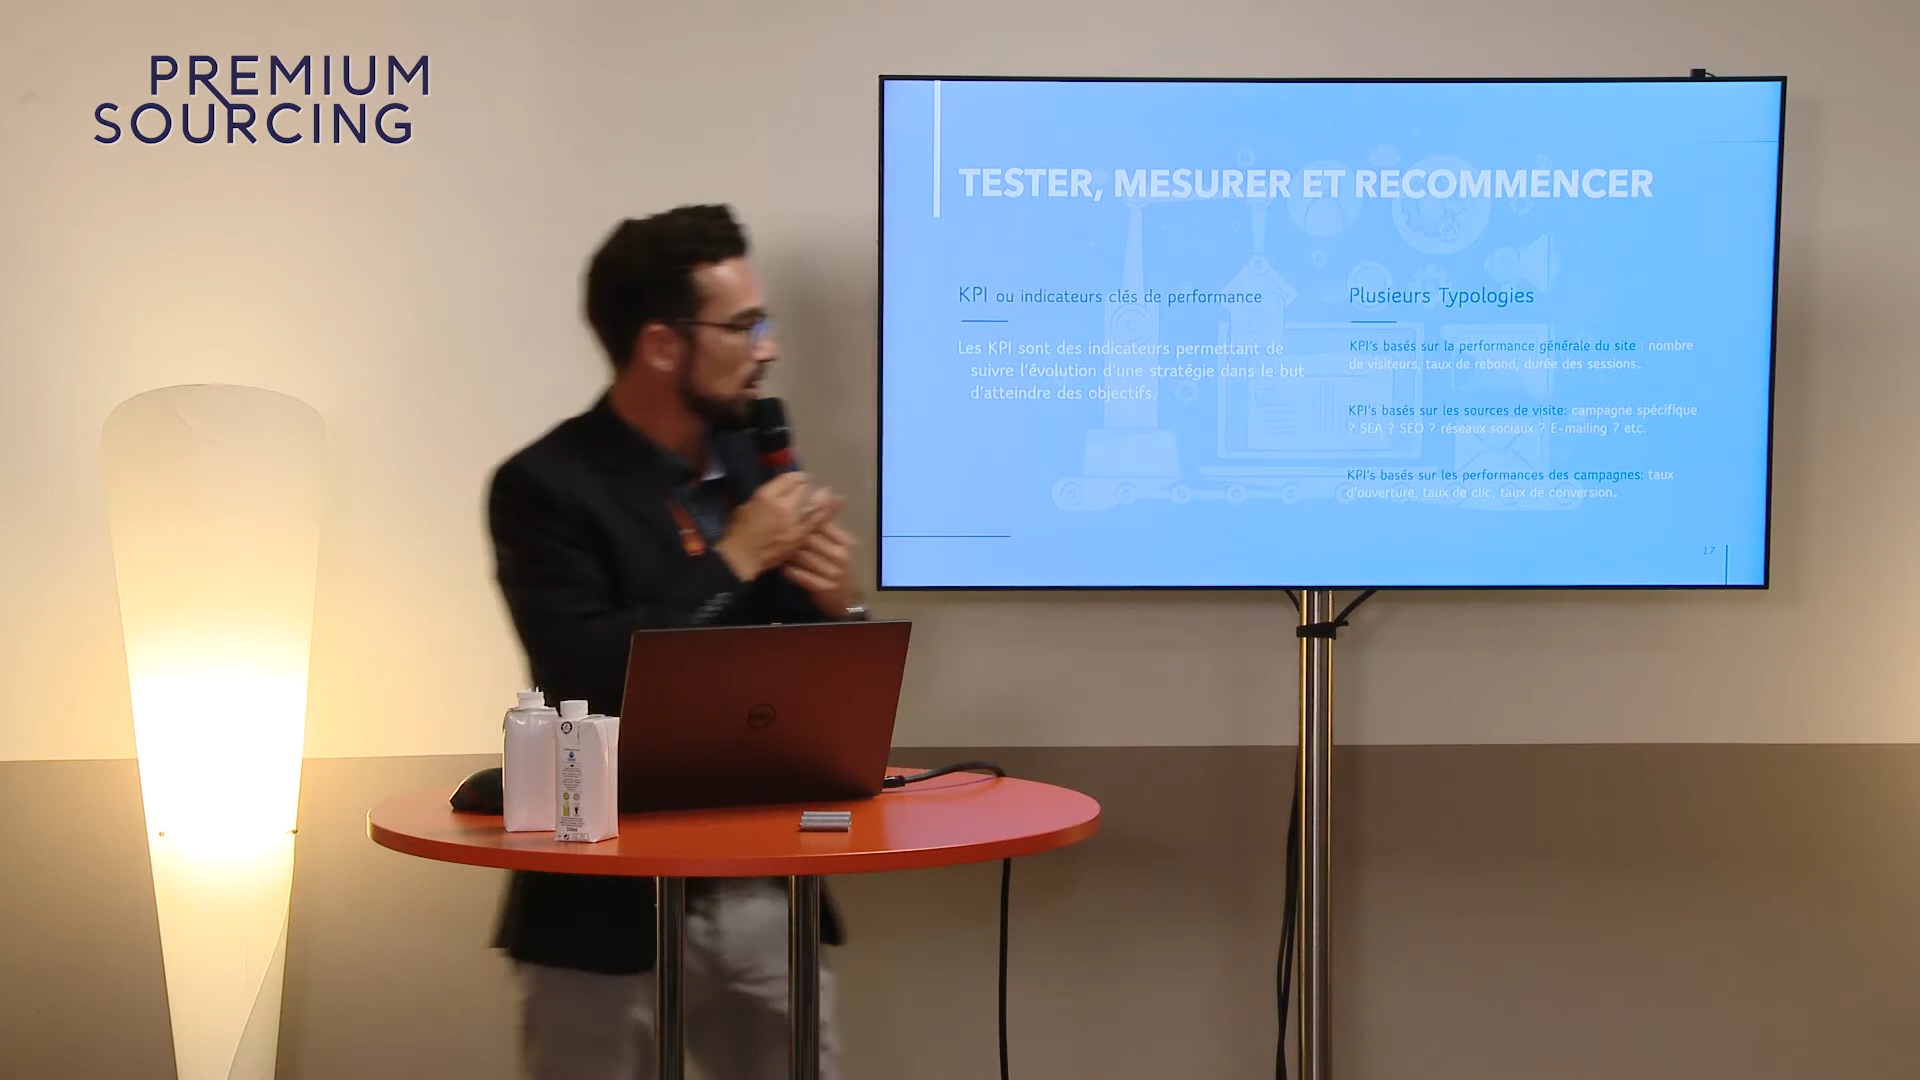 PREMIUM
SOURCING
TESTER, MESURER ET RECOMMENCER
KPI ou indicateurs clés de performance
Les KPI sont des indicateurs permettant de
suivre l'évolution d'une stratégie dans le but
d'atteindre des objectifs.
Plusieurs Typologies
KPI's basés sur la performance générale du site : nombre
de visiteurs, taux de rebond, durée des sessions..
KPI's basés sur les sources de visite: campagne spécifique
? SEA ? SEO ? réseaux sociaux ? E-mailing ? etc.
KPI's basés sur les performances des campagnes: taux
d'ouverture, taux de clic, taux de conversion..
17
DELL